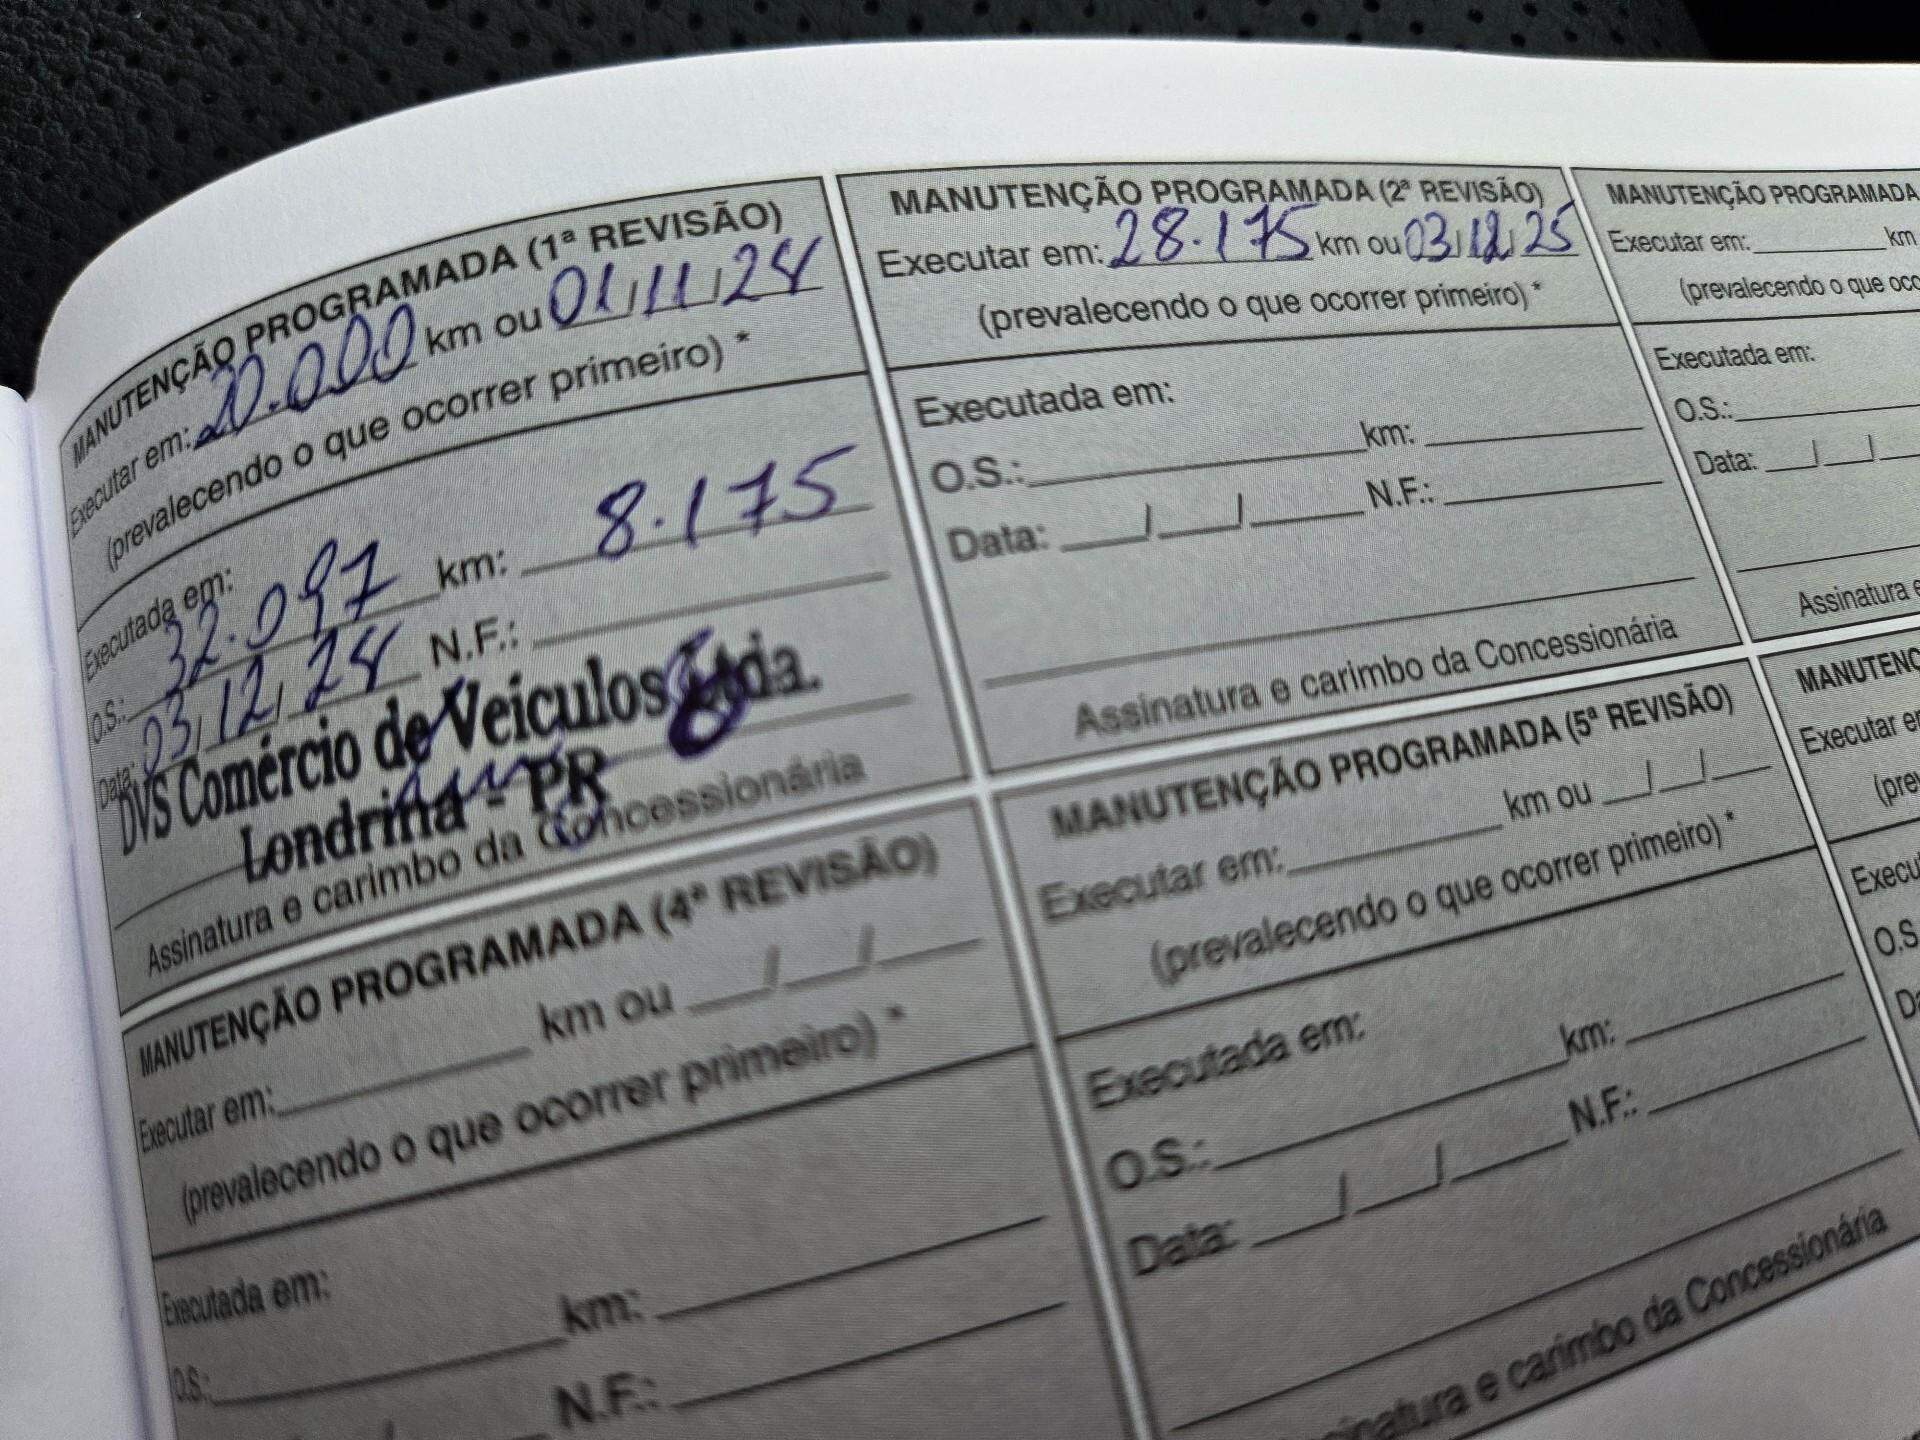 MANUTENÇÃO PROGRAMADA (1ª REVISÃO)
Executar em: 20.000 km ou 01/11/24
(prevalecendo o que ocorrer primeiro) *
Executada em:
O.S.: 32.097 km: 8.175
Data: 03/12/24 N.F.:
DVS Comércio de Veículos Ltda.
Londrina - PR
Assinatura e carimbo da Concessionária
MANUTENÇÃO PROGRAMADA (2ª REVISÃO)
Executar em: 28.175 km ou 03/12/25
(prevalecendo o que ocorrer primeiro) *
Executada em:
O.S.: km:
Data: / / N.F.:
Assinatura e carimbo da Concessionária
MANUTENÇÃO PROGRAMADA
Executar em: km
(prevalecendo o que
Executada em:
O.S.:
Data: / /
Assinatura
MANUTENÇÃO PROGRAMADA (4ª REVISÃO)
Executar em: km ou / /
(prevalecendo o que ocorrer primeiro) *
Executada em:
O.S.: km:
N.F.:
MANUTENÇÃO PROGRAMADA (5ª REVISÃO)
Executar em: km ou / /
(prevalecendo o que ocorrer primeiro) *
Executada em:
O.S.: km:
Data: / / N.F.:
e carimbo da Concessionária
O.S.